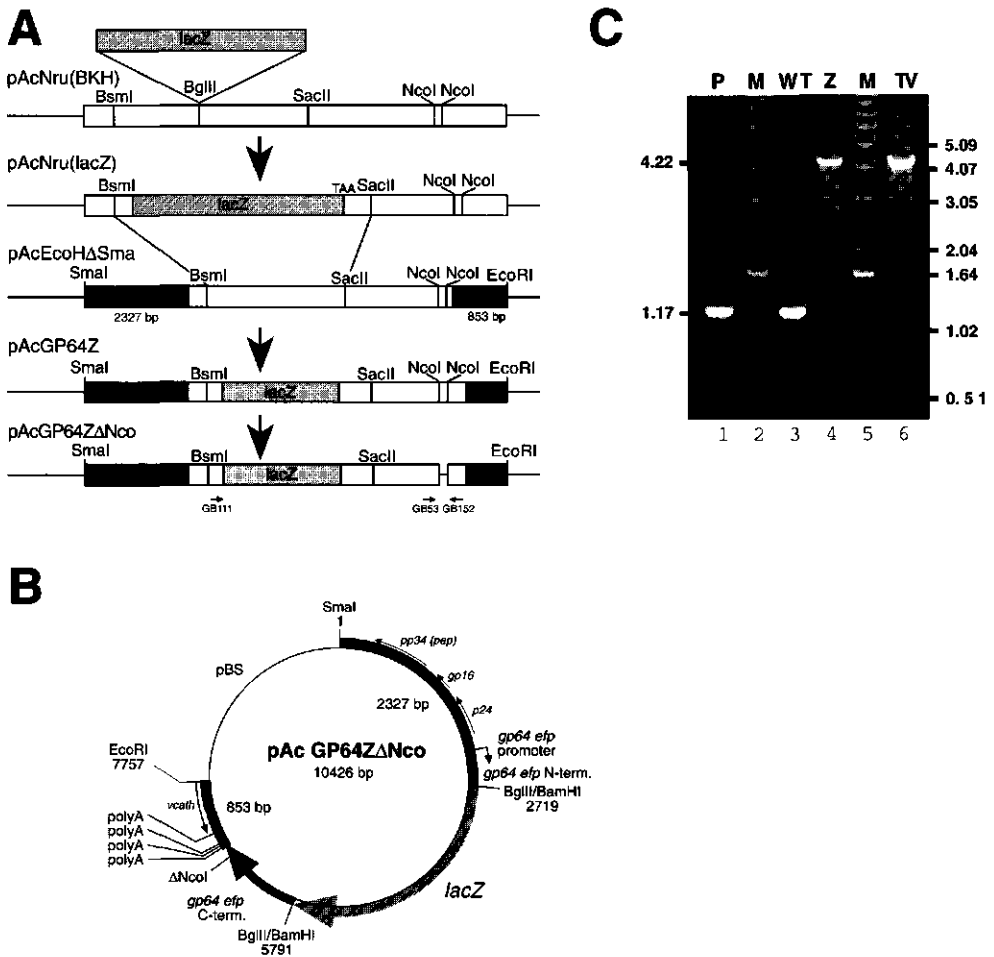 A
lacZ
pAcNru(BKH)
BsmI BglII SacII NcoI NcoI
pAcNru(lacZ)
BsmI lacZ TAA SacII NcoI NcoI
pAcEcoHΔSma
SmaI BsmI SacII NcoI NcoI EcoRI
2327 bp 853 bp
pAcGP64Z
SmaI BsmI lacZ SacII NcoI NcoI EcoRI
pAcGP64ZΔNco
SmaI BsmI lacZ SacII EcoRI
GB111 GB53 GB152
B
SmaI
1
pBS
pp34 (pep)
gp16
p24
2327 bp
gp64 efp
promoter
gp64 efp N-term.
BglII/BamHI
2719
pAc GP64ZΔNco
10426 bp
EcoRI
7757
vcath
853 bp
polyA
polyA
polyA
polyA
ΔNcoI
gp64 efp
C-term.
BglII/BamHI
5791
lacZ
C
P M WT Z M TV
4.22
1.17
5.09
4.07
3.05
2.04
1.64
1.02
0.51
1 2 3 4 5 6